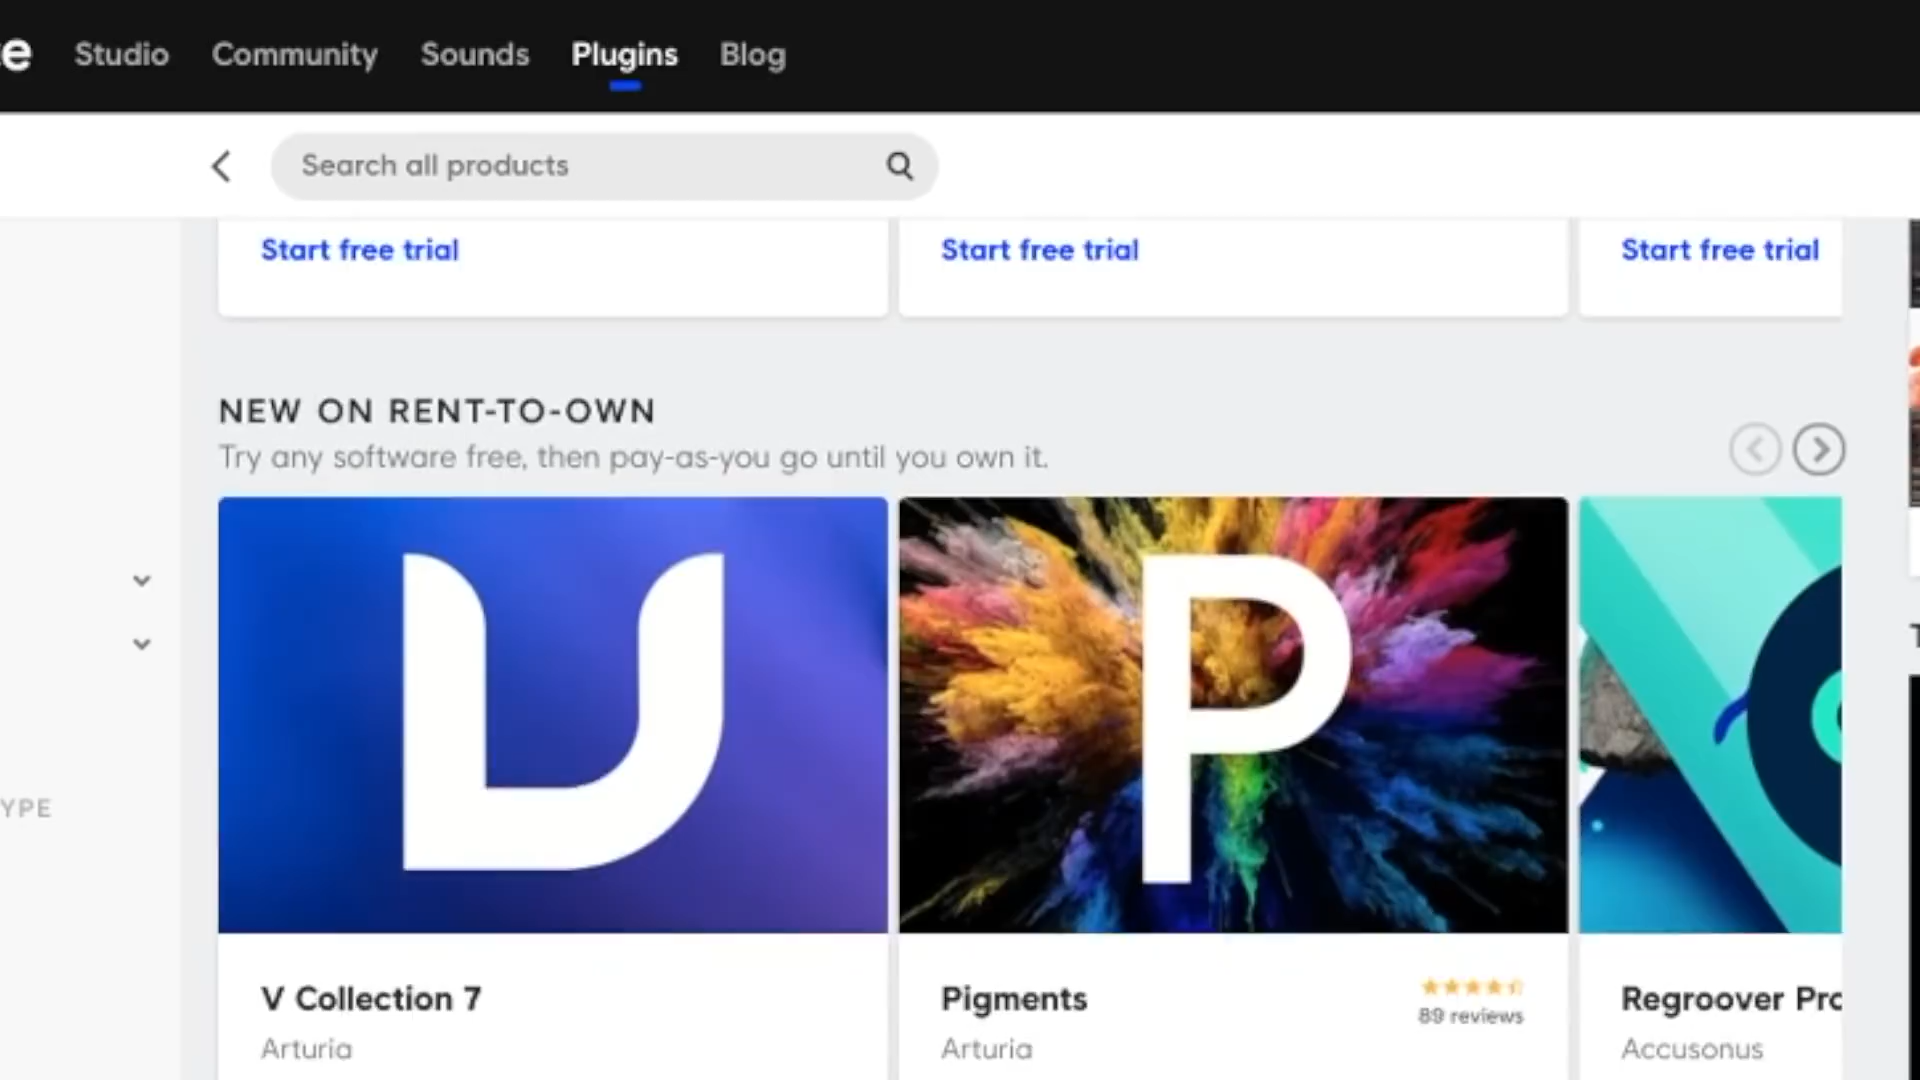 e Studio Community Sounds Plugins Blog
Search all products
Start free trial Start free trial Start free trial
NEW ON RENT-TO-OWN
Try any software free, then pay-as-you go until you own it.
YPE
P
V Collection 7 Pigments Regroover Pro
89 reviews
Arturia Arturia Accusonus